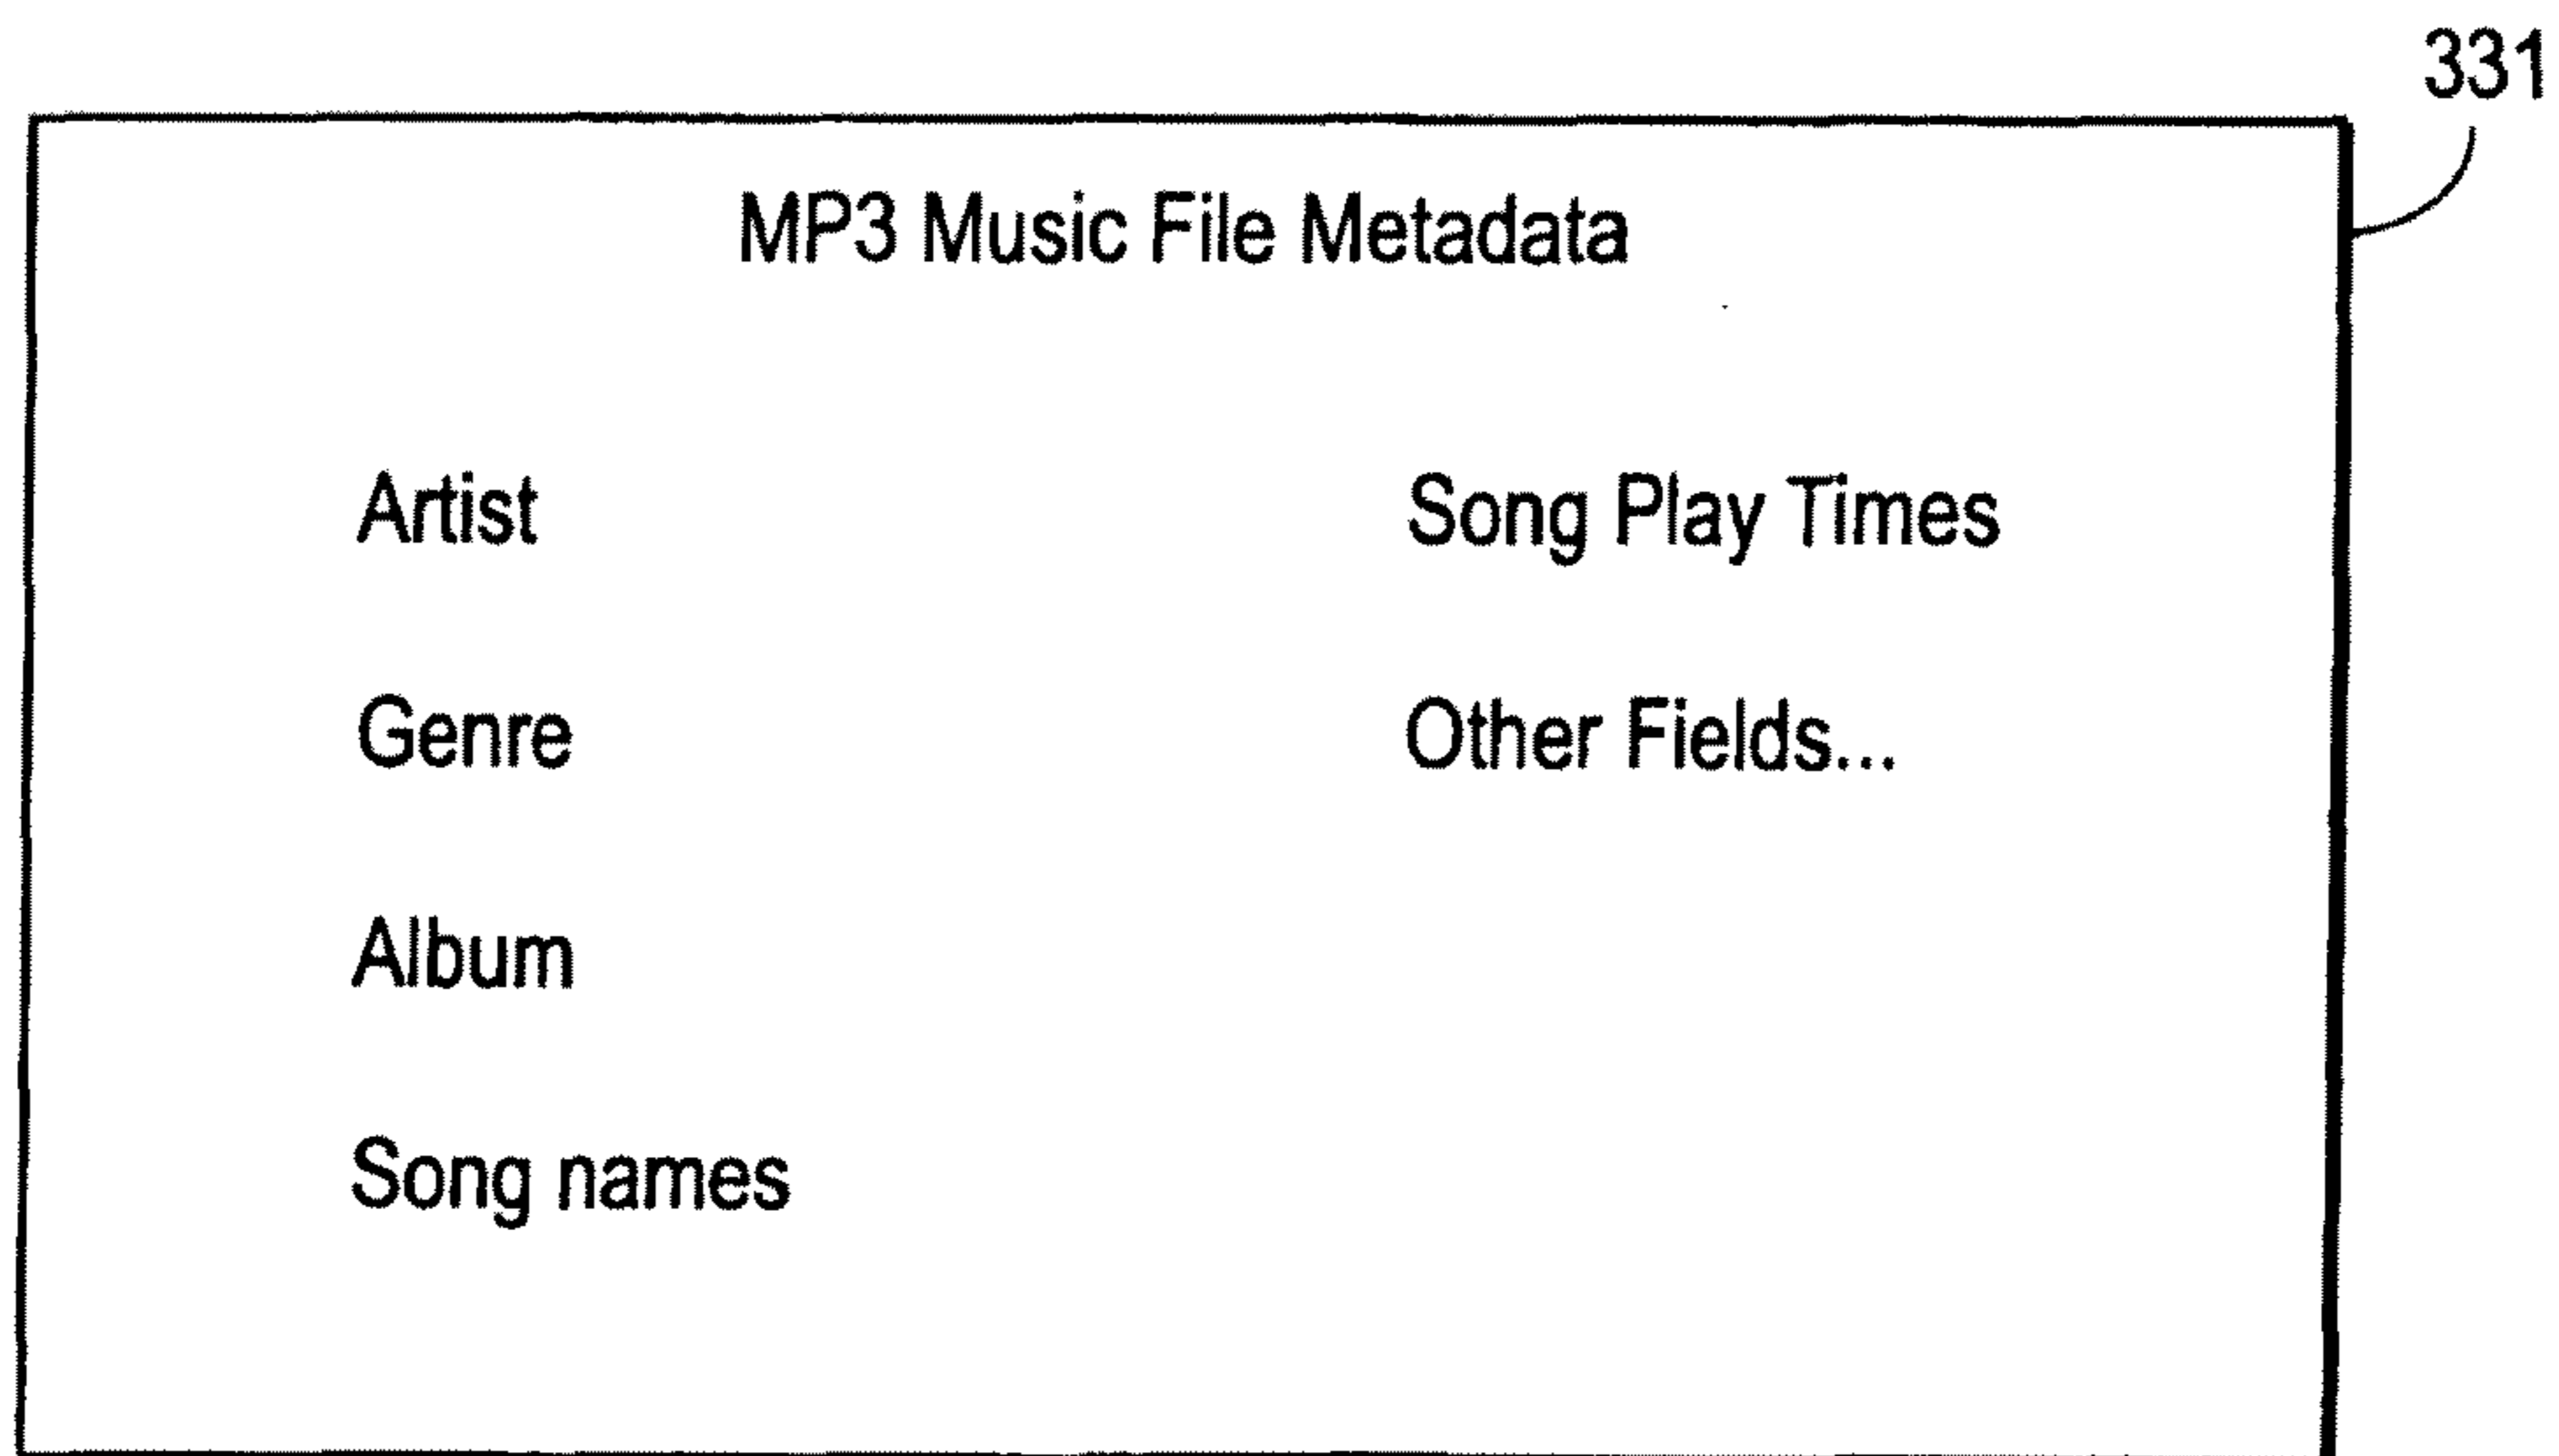 331
MP3 Music File Metadata
Artist
Genre
Album
Song names
Song Play Times
Other Fields...